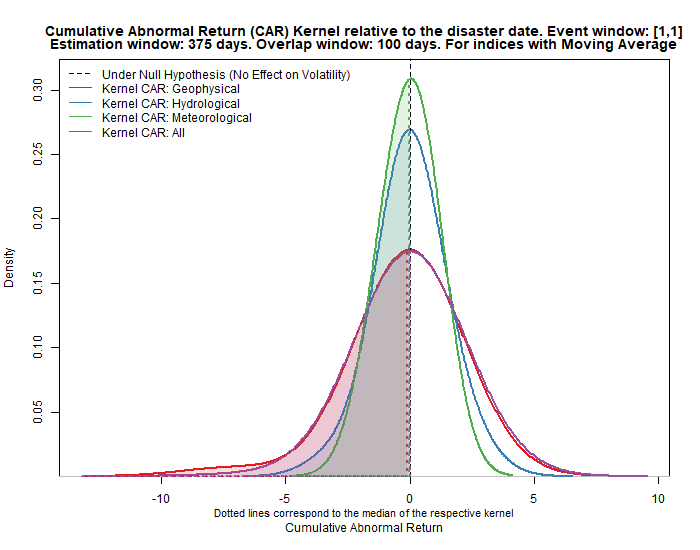 Cumulative Abnormal Return (CAR) Kernel relative to the disaster date. Event window: [1,1]
Estimation window: 375 days. Overlap window: 100 days. For indices with Moving Average
Under Null Hypothesis (No Effect on Volatility)
Kernel CAR: Geophysical
Kernel CAR: Hydrological
Kernel CAR: Meteorological
Kernel CAR: All
0.30
0.25
0.20
0.15
0.10
0.05
Density
-10 -5 0 5 10
Dotted lines correspond to the median of the respective kernel
Cumulative Abnormal Return